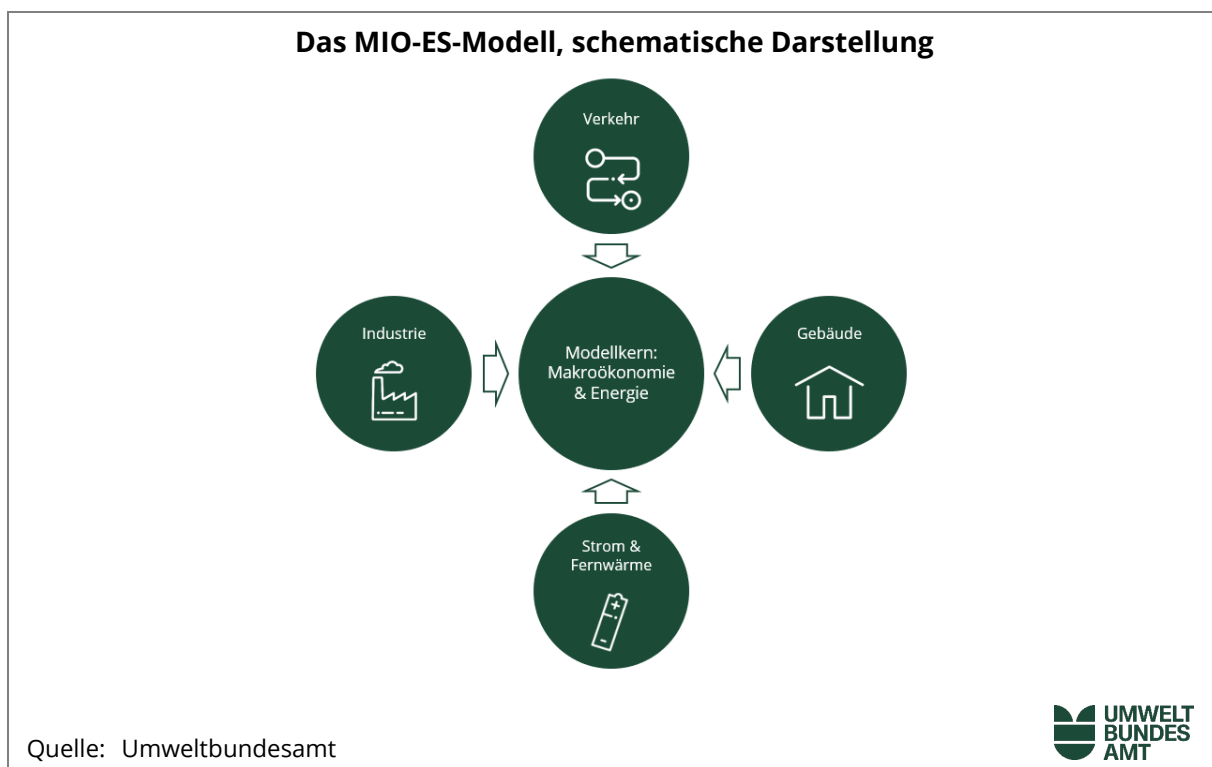 Das MIO-ES-Modell, schematische Darstellung
Verkehr
Industrie
Modellkern:
Makroökonomie
& Energie
Gebäude
Strom &
Fernwärme
Quelle: Umweltbundesamt
UMWELT
BUNDES
AMT